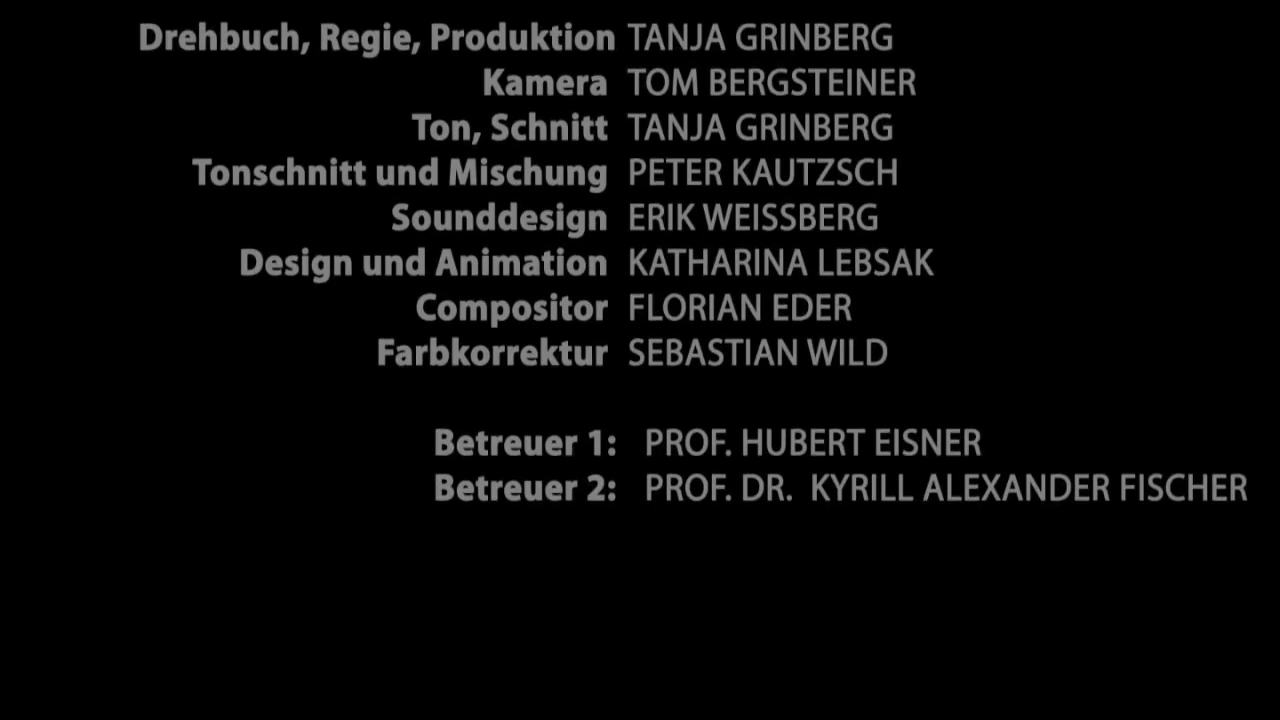 Drehbuch, Regie, Produktion TANJA GRINBERG
Kamera TOM BERGSTEINER
Ton, Schnitt TANJA GRINBERG
Tonschnitt und Mischung PETER KAUTZSCH
Sounddesign ERIK WEISSBERG
Design und Animation KATHARINA LEBSAK
Compositor FLORIAN EDER
Farbkorrektur SEBASTIAN WILD
Betreuer 1: PROF. HUBERT EISNER
Betreuer 2: PROF. DR. KYRILL ALEXANDER FISCHER